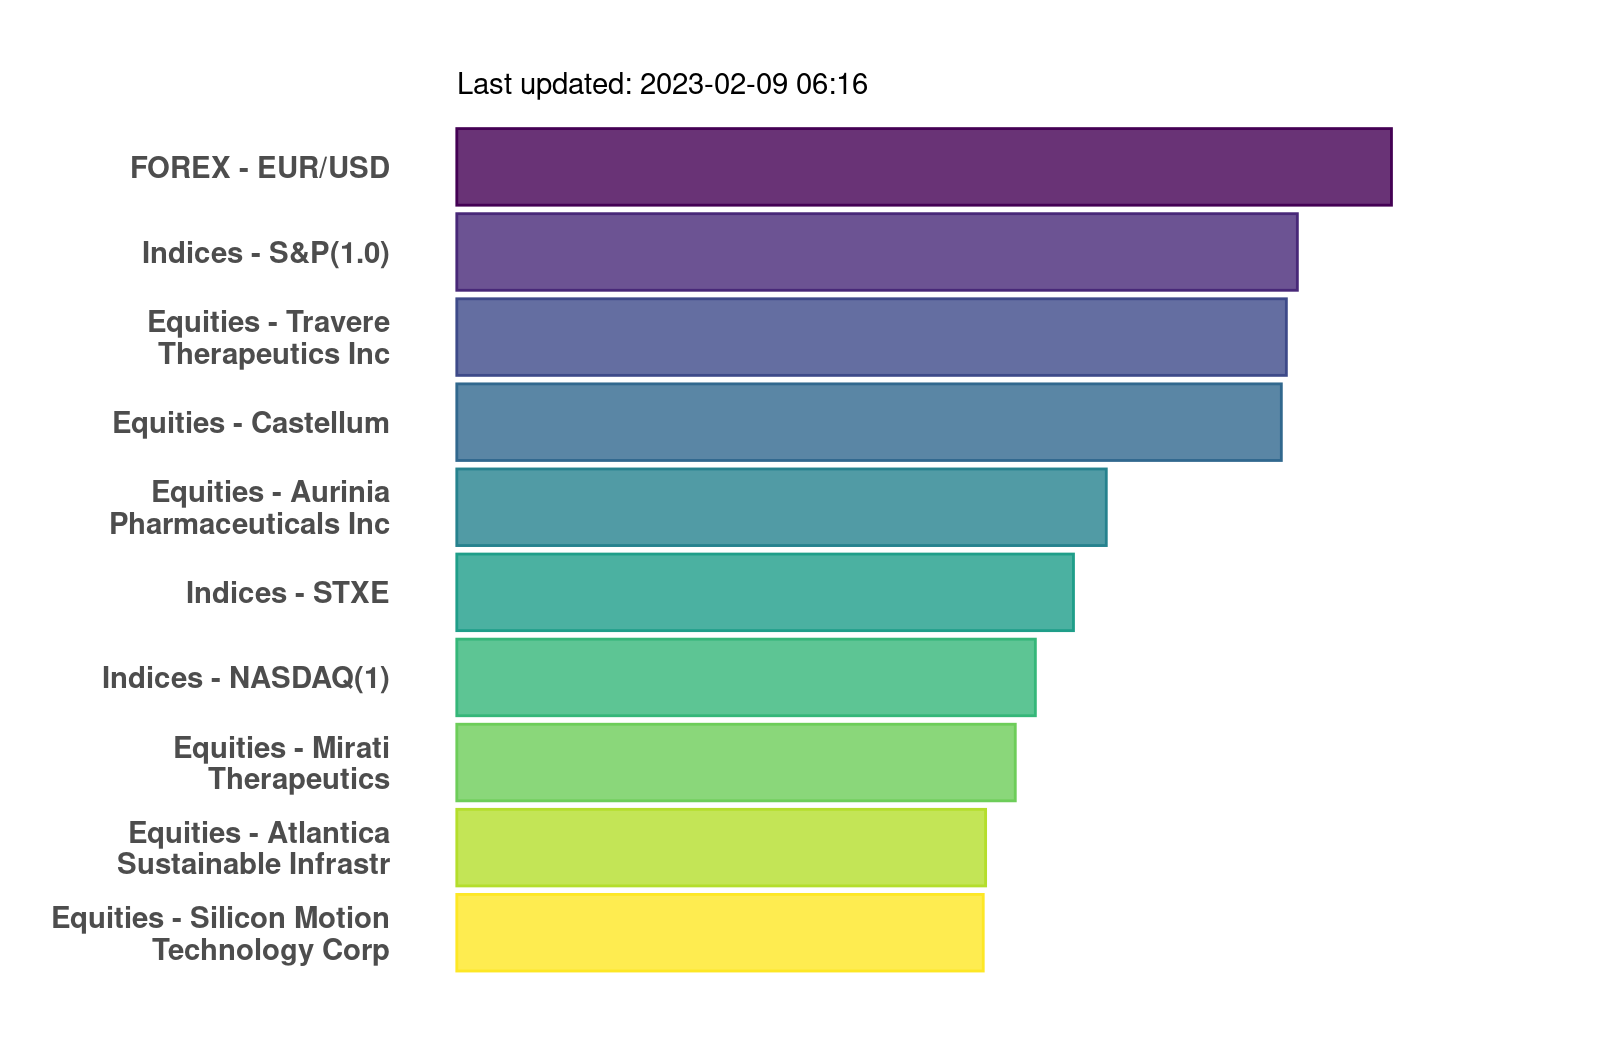 Last updated: 2023-02-09 06:16
FOREX - EUR/USD
Indices - S&P(1.0)
Equities - Travere
Therapeutics Inc
Equities - Castellum
Equities - Aurinia
Pharmaceuticals Inc
Indices - STXE
Indices - NASDAQ(1)
Equities - Mirati
Therapeutics
Equities - Atlantica
Sustainable Infrastr
Equities - Silicon Motion
Technology Corp